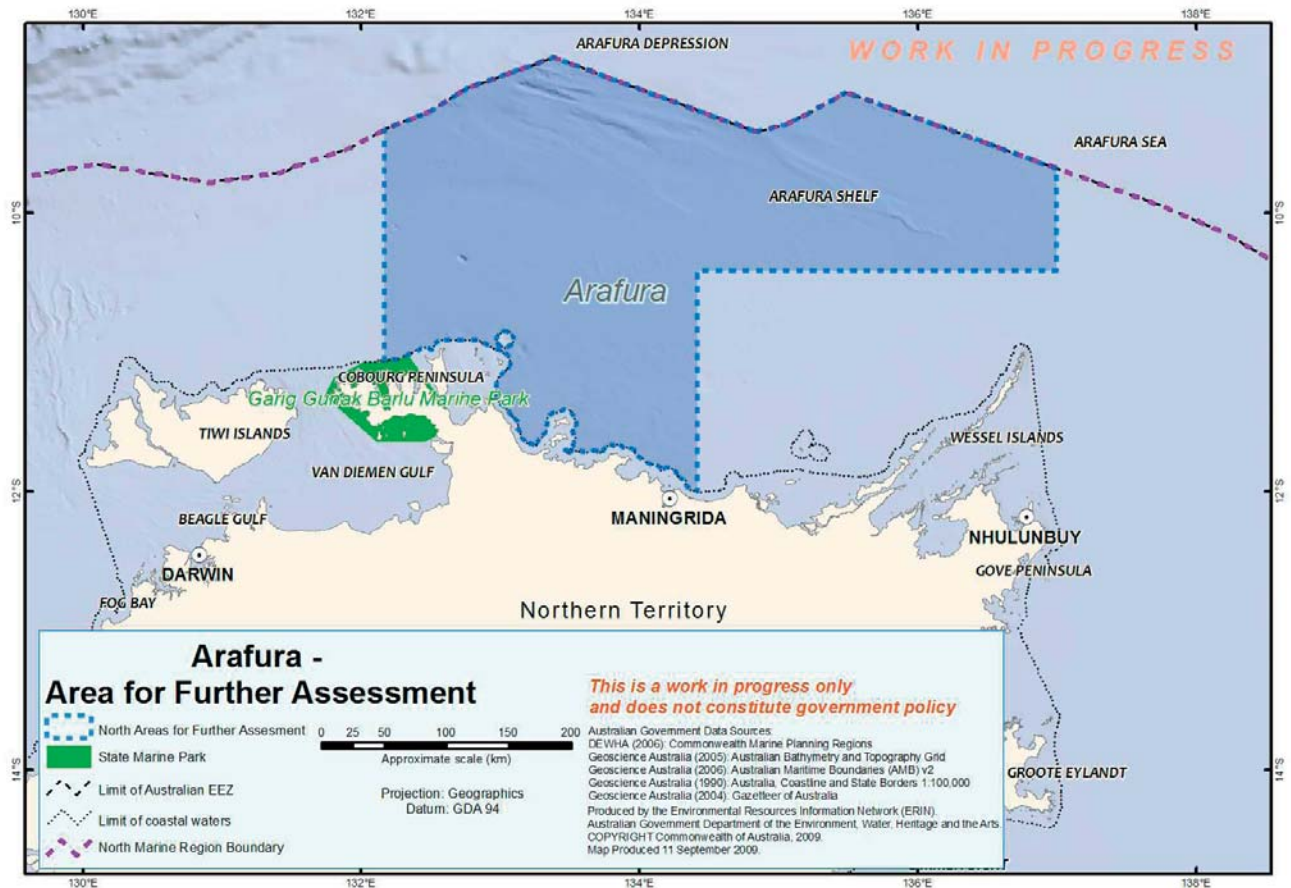 130°E
132°E
134°E
136°E
138°E
ARAFURA DEPRESSION
WORK IN PROGRESS
ARAFURA SEA
ARAFURA SHELF
10°S
10°S
Arafura
COBOURG PENINSULA
Garig Gunak Barlu Marine Park
TIWI ISLANDS
WESSEL ISLANDS
VAN DIEMEN GULF
12°S
12°S
MANINGRIDA
BEAGLE GULF
NHULUNBUY
DARWIN
GOVE PENINSULA
FOG BAY
Northern Territory
Arafura -
Area for Further Assessment
North Areas for Further Assesment
State Marine Park
Limit of Australian EEZ
Limit of coastal waters
North Marine Region Boundary
0 25 50 100 150 200
Approximate scale (km)
Projection: Geographics
Datum: GDA 94
This is a work in progress only
and does not constitute government policy
Australian Government Data Sources:
DEWHA (2006): Commonwealth Marine Planning Regions
Geoscience Australia (2005): Australian Bathymetry and Topography Grid
Geoscience Australia (2006): Australian Maritime Boundaries (AMB) v2
Geoscience Australia (1990): Australia, Coastline and State Borders 1:100,000
Geoscience Australia (2004): Gazetteer of Australia
Produced by the Environmental Resources Information Network (ERIN).
Australian Government Department of the Environment, Water, Heritage and the Arts.
COPYRIGHT Commonwealth of Australia, 2009.
Map Produced 11 September 2009.
GROOTE EYLANDT
14°S
14°S
130°E
132°E
134°E
136°E
138°E